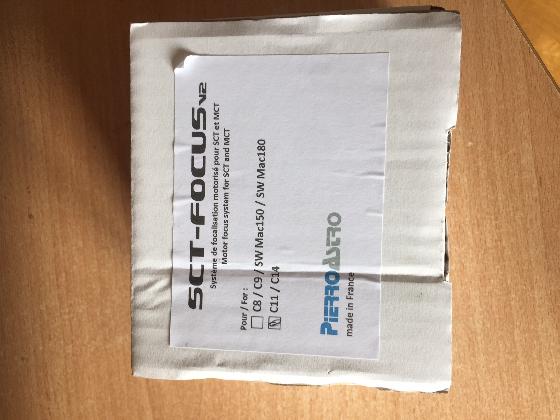 SCT-FOCUS V2
Système de focalisation motorisé pour SCT et MCT
Motor focus system for SCT and MCT
Pour / For :
C8 / C9 / SW Mac150 / SW Mac180
C11 / C14
PIERRO ASTRO
made in France